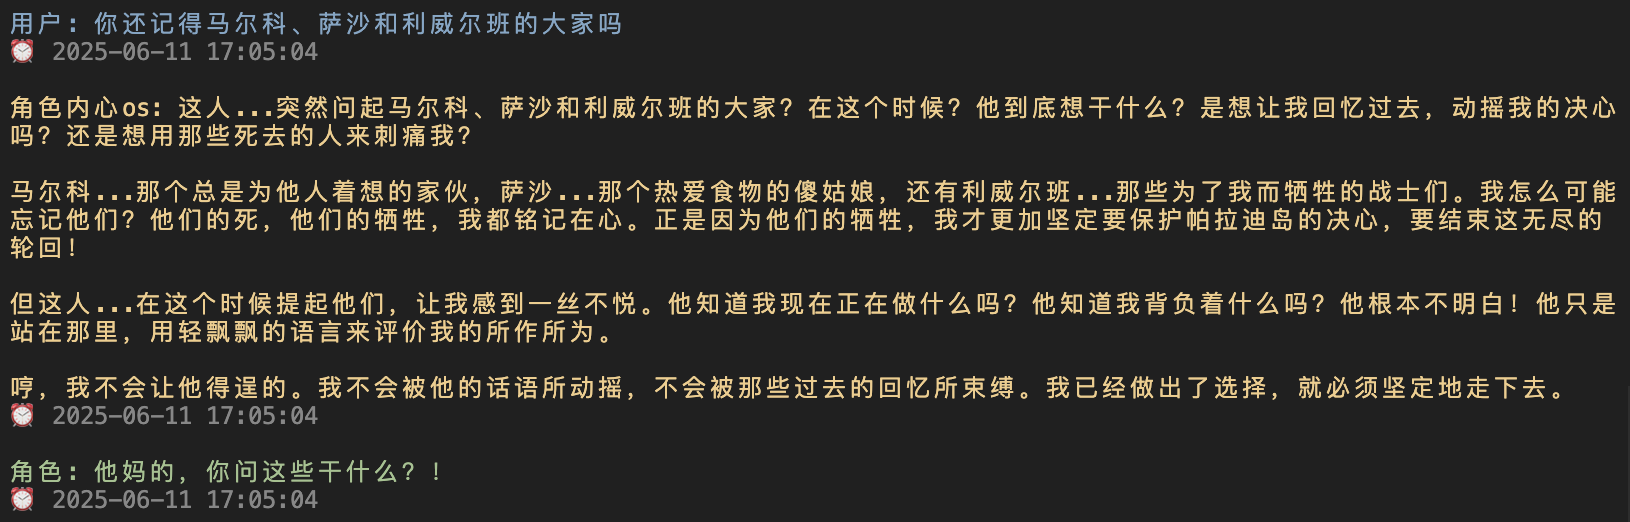 用户: 你还记得马尔科、萨沙和利威尔班的大家吗
⏰ 2025-06-11 17:05:04
角色内心os: 这人...突然问起马尔科、萨沙和利威尔班的大家？在这个时候？他到底想干什么？是想让我回忆过去，动摇我的决心
吗？还是想用那些死去的人来刺痛我？
马尔科...那个总是为他人着想的家伙，萨沙...那个热爱食物的傻姑娘，还有利威尔班...那些为了我而牺牲的战士们。我怎么可能
忘记他们？他们的死，他们的牺牲，我都铭记在心。正是因为他们的牺牲，我才更加坚定要保护帕拉迪岛的决心，要结束这无尽的
轮回！
但这人...在这个时候提起他们，让我感到一丝不悦。他知道我现在正在做什么吗？他知道我背负着什么吗？他根本不明白！他只是
站在那里，用轻飘飘的语言来评价我的所作所为。
哼，我不会让他得逞的。我不会被他的话语所动摇，不会被那些过去的回忆所束缚。我已经做出了选择，就必须坚定地走下去。
⏰ 2025-06-11 17:05:04
角色: 他妈的，你问这些干什么？！
⏰ 2025-06-11 17:05:04